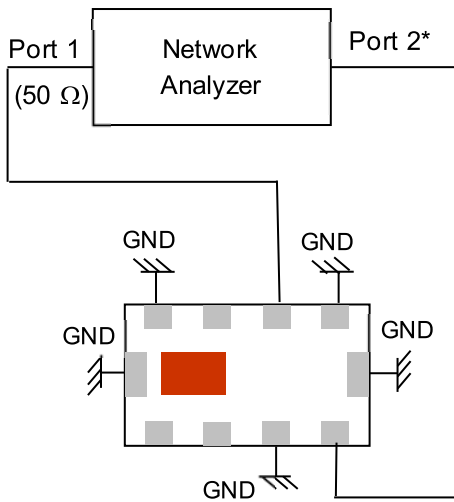 Port 1
Network
Analyzer
Port 2*
(50 Ω)
GND
GND
GND
GND
GND